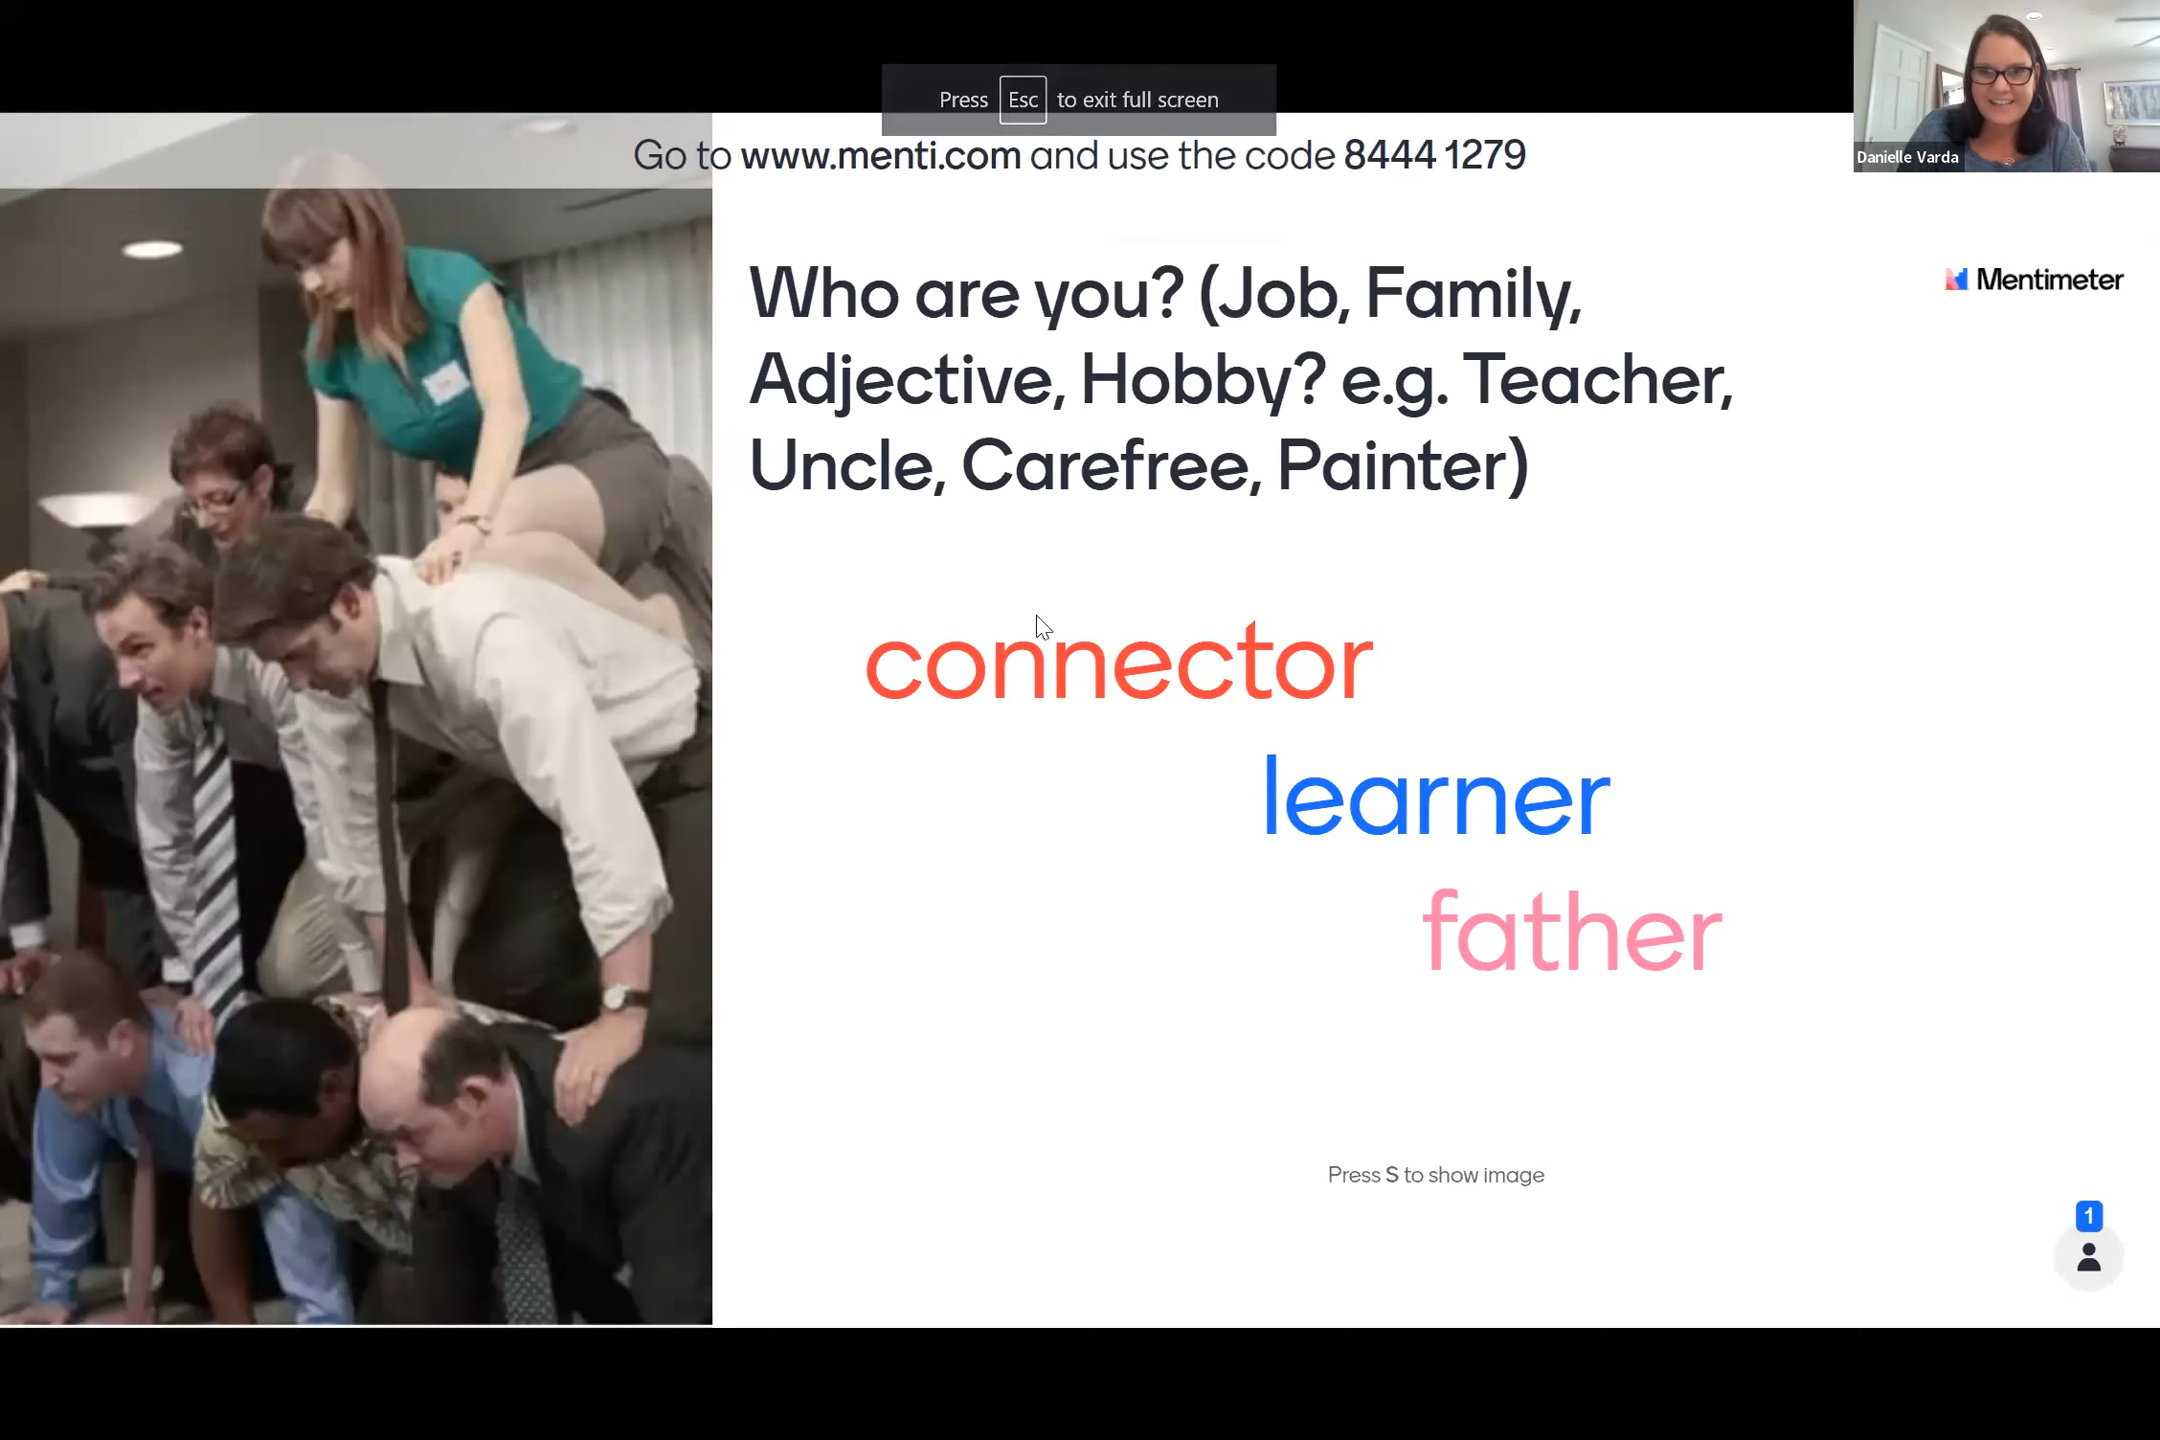 Press Esc to exit full screen
Go to www.menti.com and use the code 8444 1279
Danielle Varda
Mentimeter
Who are you? (Job, Family,
Adjective, Hobby? e.g. Teacher,
Uncle, Carefree, Painter)
connector
learner
father
Press S to show image
1